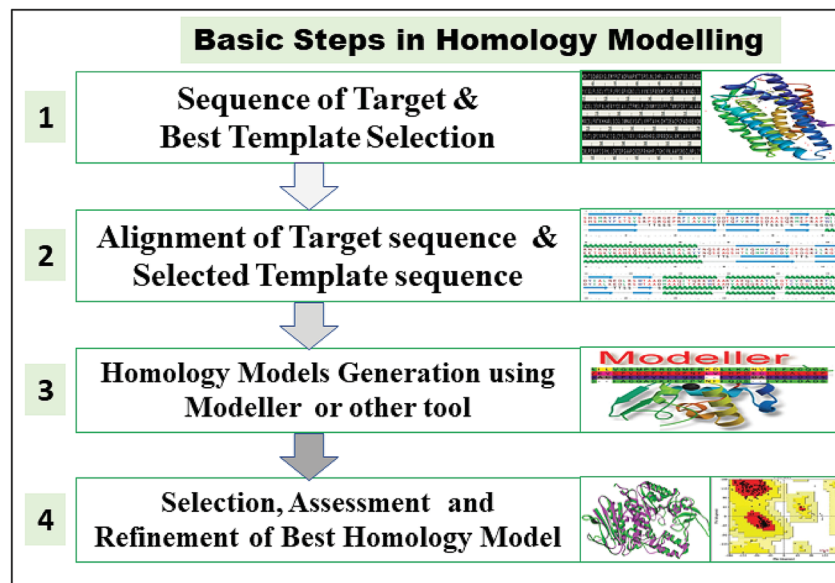 Basic Steps in Homology Modelling
1
Sequence of Target &
Best Template Selection
2
Alignment of Target sequence &
Selected Template sequence
3
Homology Models Generation using
Modeller or other tool
Modeller
4
Selection, Assessment and
Refinement of Best Homology Model